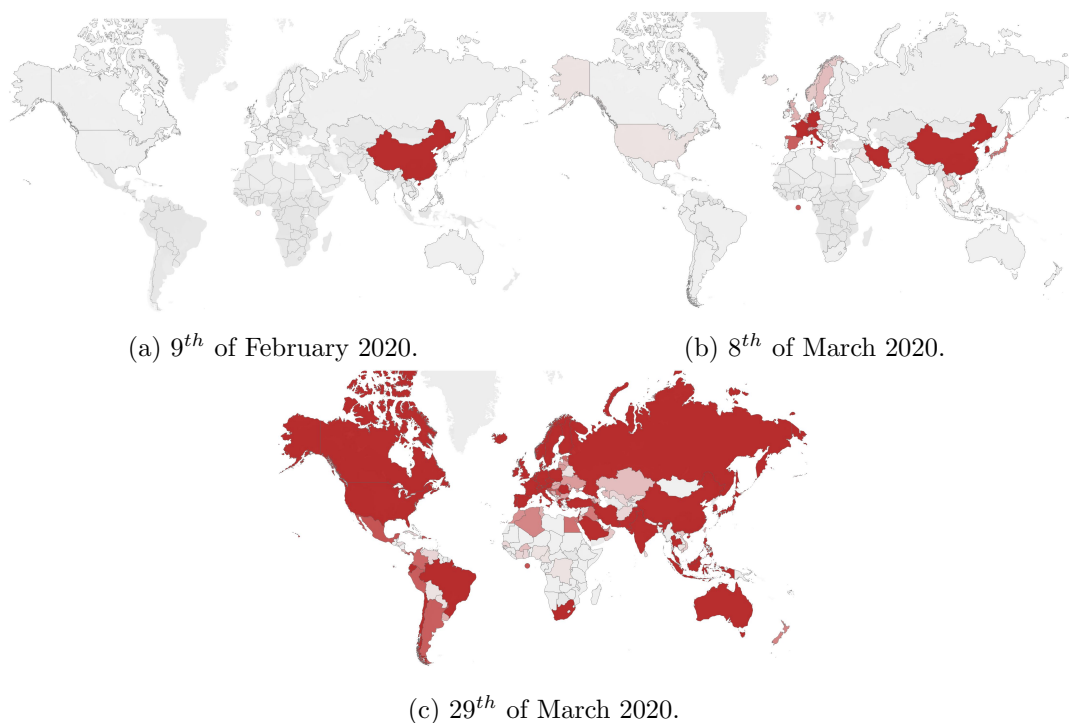 (a) 9th of February 2020.
(b) 8th of March 2020.
(c) 29th of March 2020.